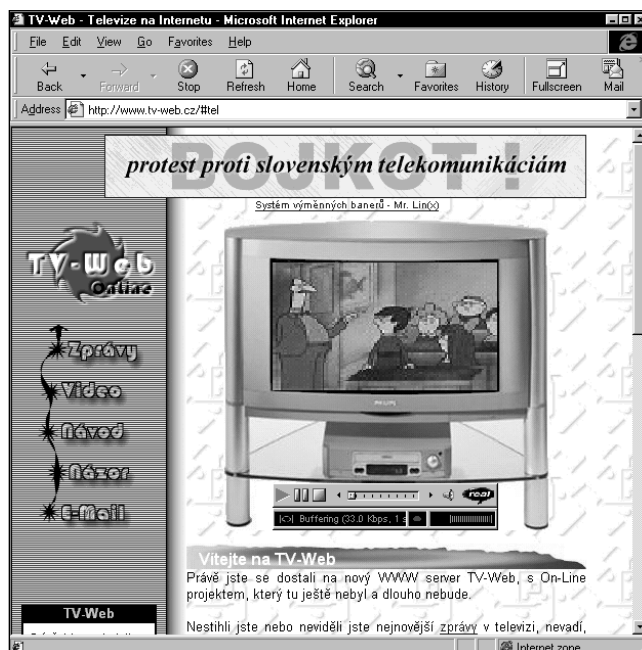 TV-Web - Televize na Internetu - Microsoft Internet Explorer
File Edit View Go Favorites Help
Back Forward Stop Refresh Home Search Favorites History Fullscreen Mail
Address http://www.tv-web.cz/#tel
BOJKOT !
protest proti slovenským telekomunikáciám
Systém výměnných banerů - Mr. Lin(x)
TV-Web
Online
Zprávy
Video
Návod
Názor
E-Mail
PHILIPS
real
Buffering (33.0 Kbps, 1 s
Vítejte na TV-Web
Právě jste se dostali na nový WWW server TV-Web, s On-Line
projektem, který tu ještě nebyl a dlouho nebude.
Nestihli jste nebo neviděli jste nejnovější zprávy v televizi, nevadí,
TV-Web
Internet zone